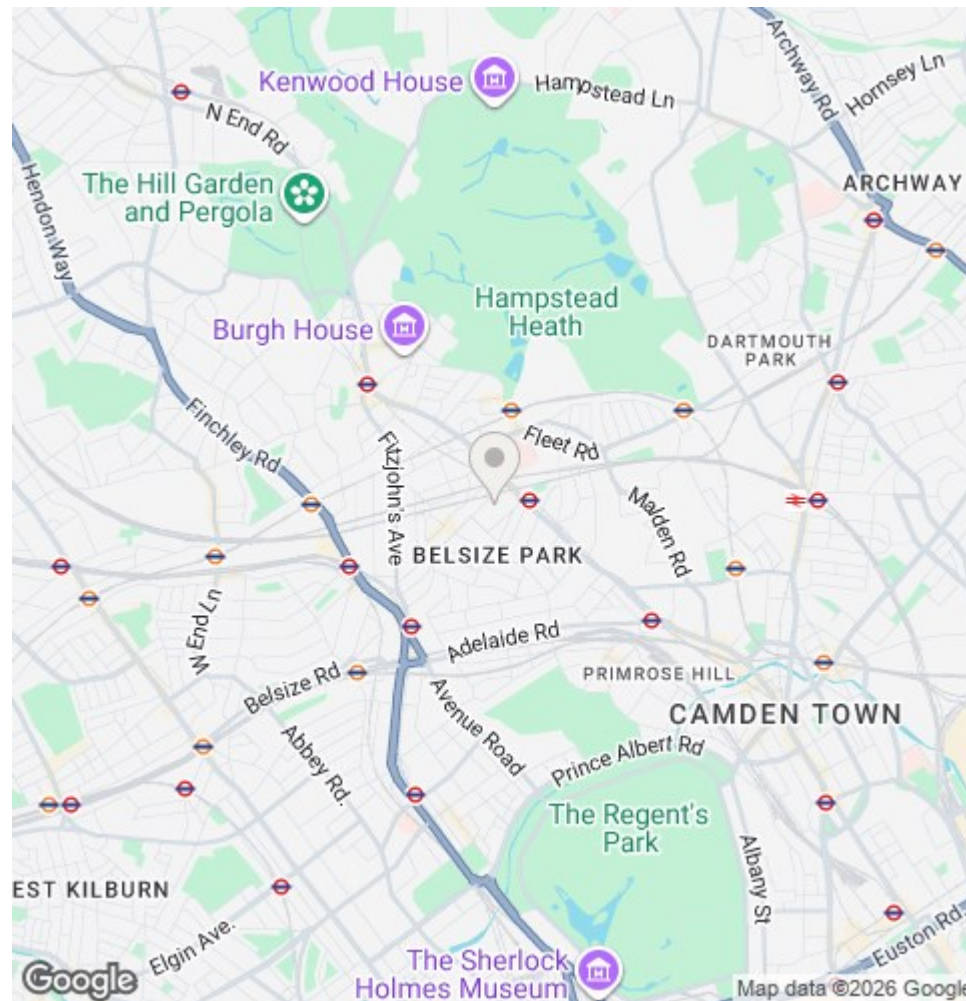 Kenwood House
Hampstead Ln
Archway Rd
Hornsey Ln
N End Rd
The Hill Garden
and Pergola
ARCHWAY
Hendon Way
Hampstead
Heath
Burgh House
DARTMOUTH
PARK
Finchley Rd
Fitzjohn's Ave
Fleet Rd
Malden Rd
BELSIZE PARK
W End Ln
Adelaide Rd
Belsize Rd
PRIMROSE HILL
Avenue Road
CAMDEN TOWN
Abbey Rd.
Prince Albert Rd
The Regent's
Park
Albany St
EST KILBURN
Elgin Ave.
Euston Rd.
The Sherlock
Holmes Museum
Google
Map data ©2026 Google